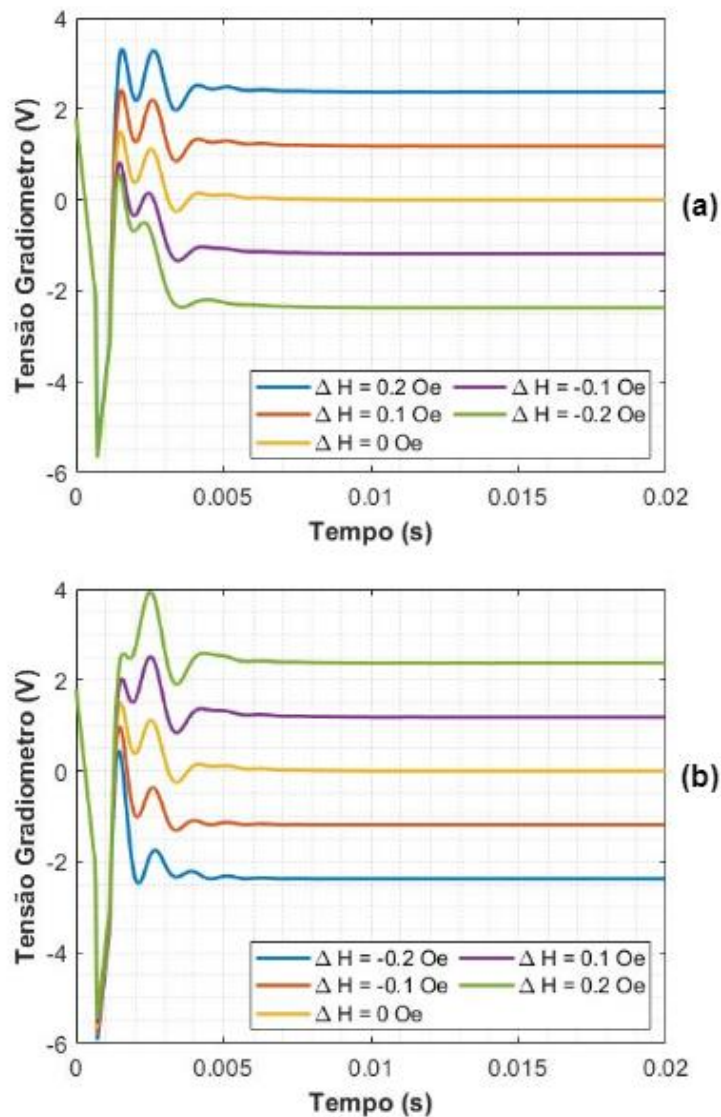 4
2
0
-2
-4
-6
Tensão Gradiometro (V)
Δ H = 0.2 Oe
Δ H = -0.1 Oe
Δ H = 0.1 Oe
Δ H = -0.2 Oe
Δ H = 0 Oe
0
0.005
0.01
0.015
0.02
Tempo (s)
(a)
4
2
0
-2
-4
-6
Tensão Gradiometro (V)
Δ H = -0.2 Oe
Δ H = 0.1 Oe
Δ H = -0.1 Oe
Δ H = 0.2 Oe
Δ H = 0 Oe
0
0.005
0.01
0.015
0.02
Tempo (s)
(b)